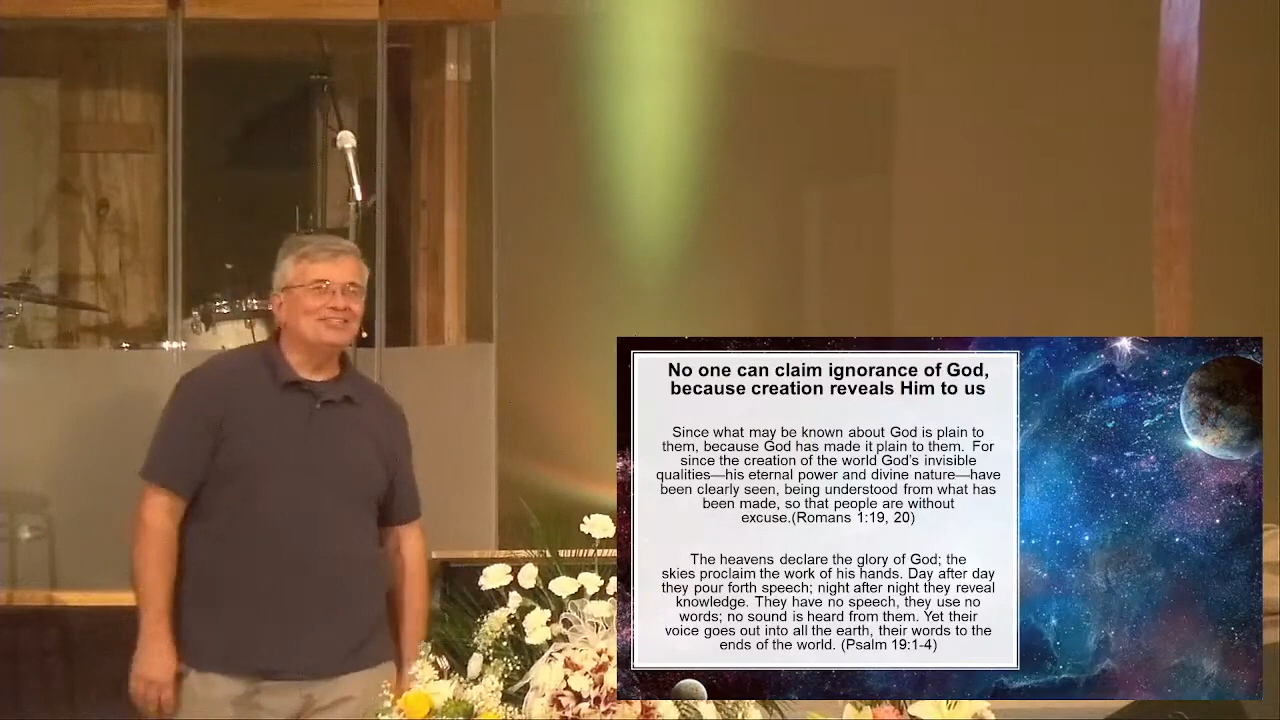 No one can claim ignorance of God,
because creation reveals Him to us
Since what may be known about God is plain to
them, because God has made it plain to them. For
since the creation of the world God's invisible
qualities—his eternal power and divine nature—have
been clearly seen, being understood from what has
been made, so that people are without
excuse.(Romans 1:19, 20)
The heavens declare the glory of God; the
skies proclaim the work of his hands. Day after day
they pour forth speech; night after night they reveal
knowledge. They have no speech, they use no
words; no sound is heard from them. Yet their
voice goes out into all the earth, their words to the
ends of the world. (Psalm 19:1-4)